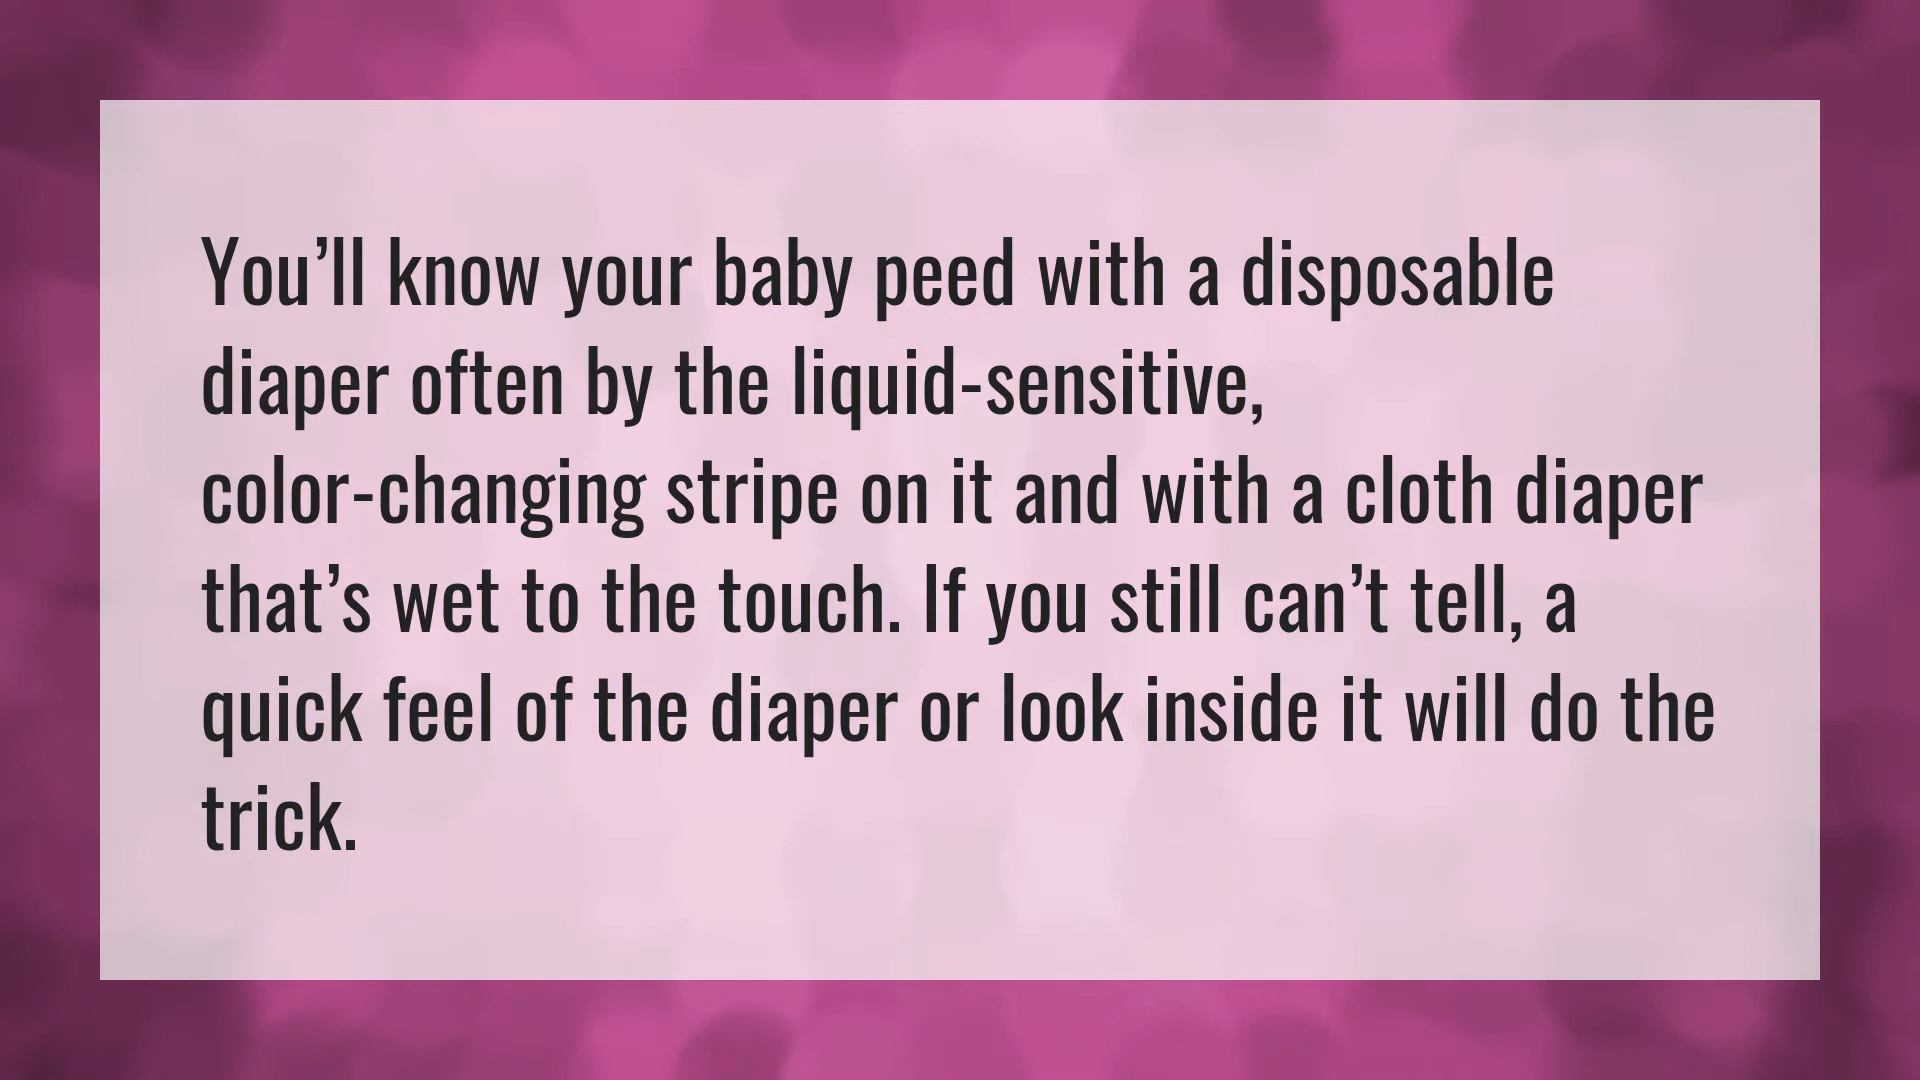 You’ll know your baby peed with a disposable
diaper often by the liquid-sensitive,
color-changing stripe on it and with a cloth diaper
that’s wet to the touch. If you still can’t tell, a
quick feel of the diaper or look inside it will do the
trick.